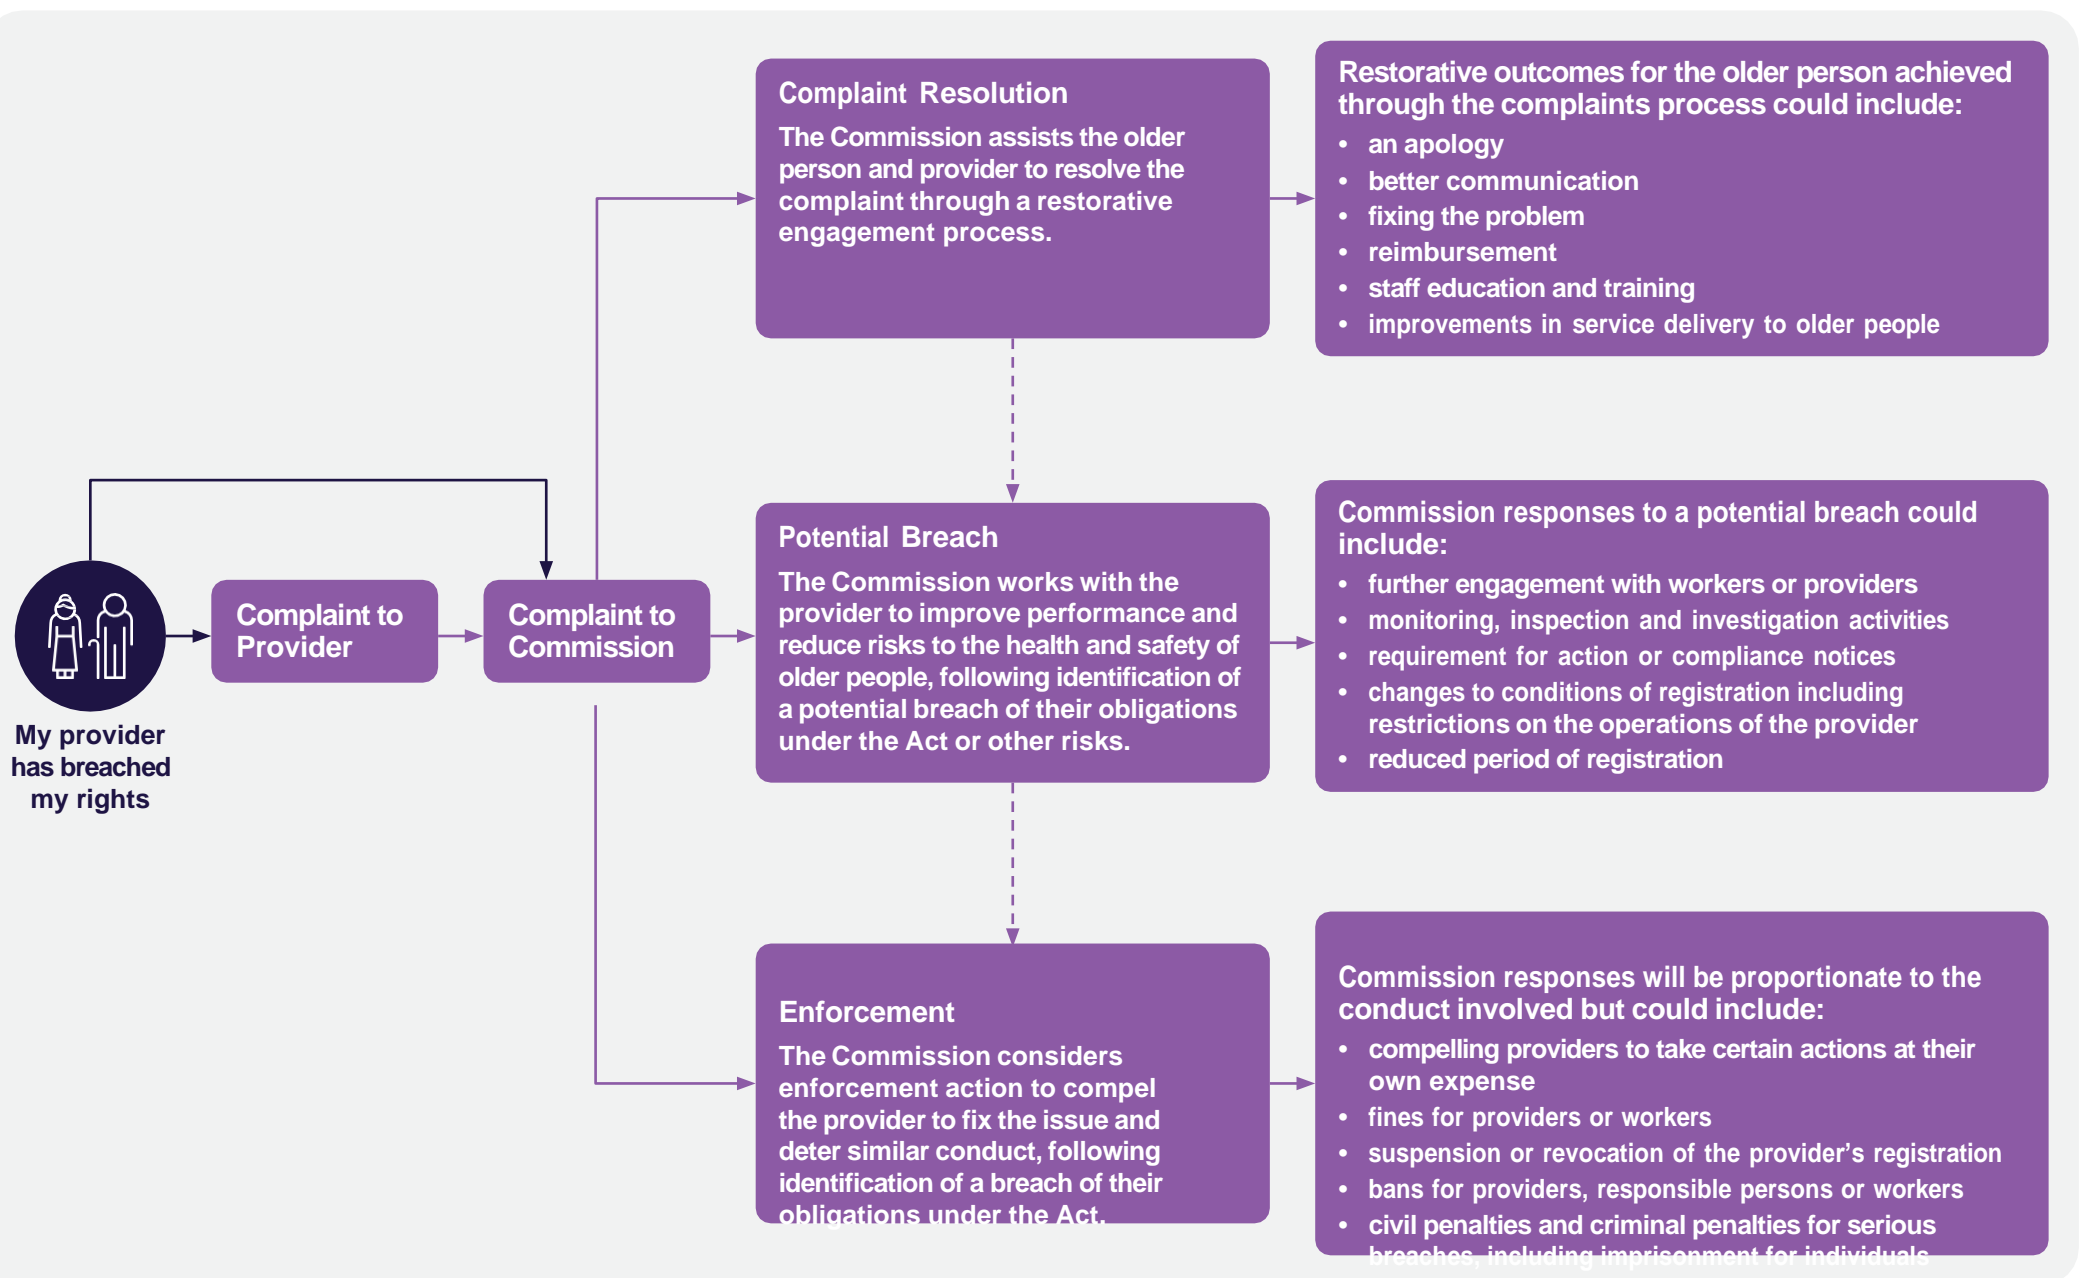 My provider
has breached
my rights
Complaint to
Provider
Complaint to
Commission
Complaint Resolution
The Commission assists the older
person and provider to resolve the
complaint through a restorative
engagement process.
Restorative outcomes for the older person achieved
through the complaints process could include:
• an apology
• better communication
• fixing the problem
• reimbursement
• staff education and training
• improvements in service delivery to older people
Potential Breach
The Commission works with the
provider to improve performance and
reduce risks to the health and safety of
older people, following identification of
a potential breach of their obligations
under the Act or other risks.
Commission responses to a potential breach could
include:
• further engagement with workers or providers
• monitoring, inspection and investigation activities
• requirement for action or compliance notices
• changes to conditions of registration including
restrictions on the operations of the provider
• reduced period of registration
Enforcement
The Commission considers
enforcement action to compel
the provider to fix the issue and
deter similar conduct, following
identification of a breach of their
obligations under the Act.
Commission responses will be proportionate to the
conduct involved but could include:
• compelling providers to take certain actions at their
own expense
• fines for providers or workers
• suspension or revocation of the provider’s registration
• bans for providers, responsible persons or workers
• civil penalties and criminal penalties for serious
breaches, including imprisonment for individuals